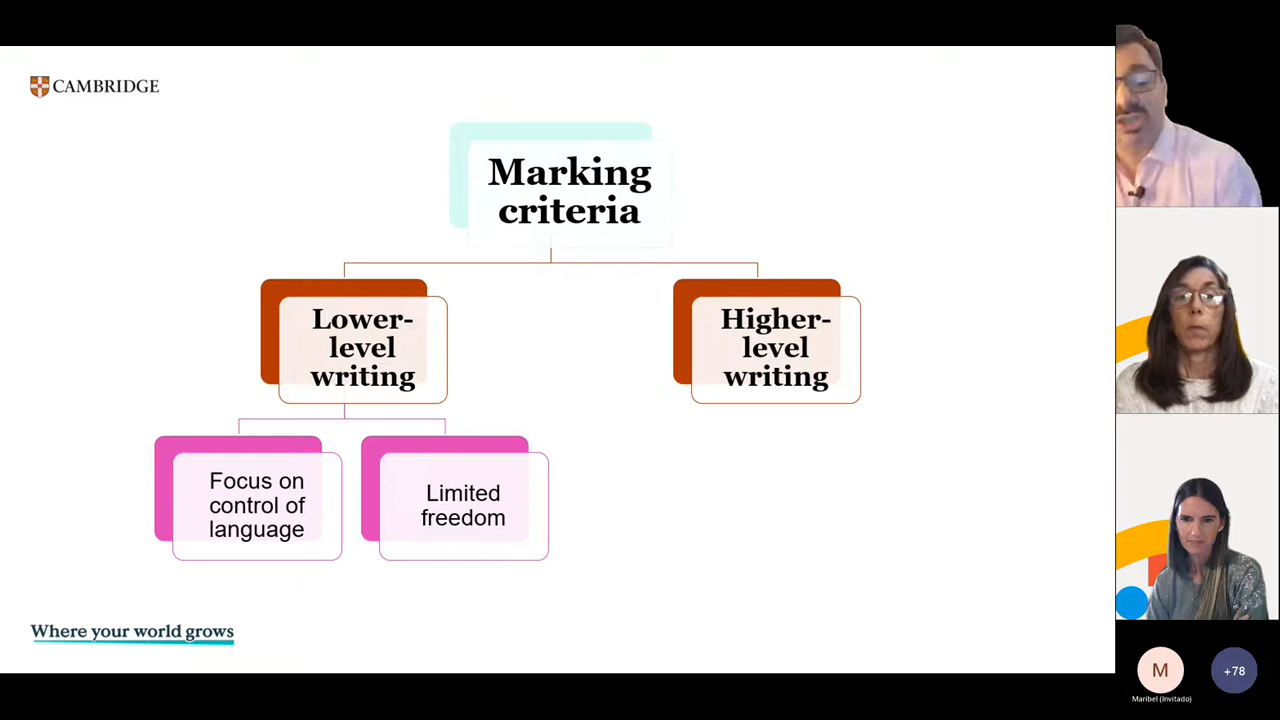 CAMBRIDGE
Marking
criteria
Lower-
level
writing
Higher-
level
writing
Focus on
control of
language
Limited
freedom
Where your world grows
M
+78
Maribel (Invitado)